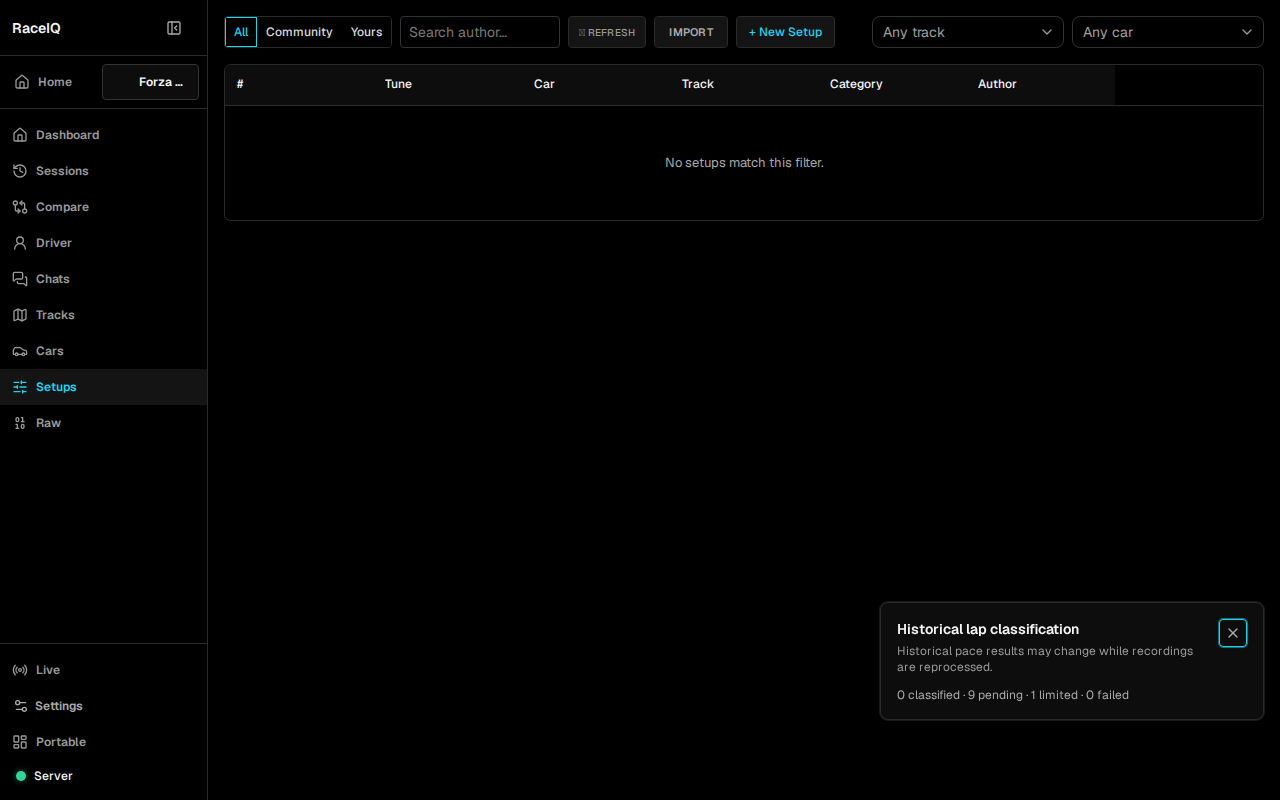 RaceIQ
Home
Forza ...
Dashboard
Sessions
Compare
Driver
Chats
Tracks
Cars
Setups
Raw
Live
Settings
Portable
Server
All Community Yours Search author... REFRESH IMPORT + New Setup Any track Any car
# Tune Car Track Category Author
No setups match this filter.
Historical lap classification
Historical pace results may change while recordings
are reprocessed.
0 classified · 9 pending · 1 limited · 0 failed